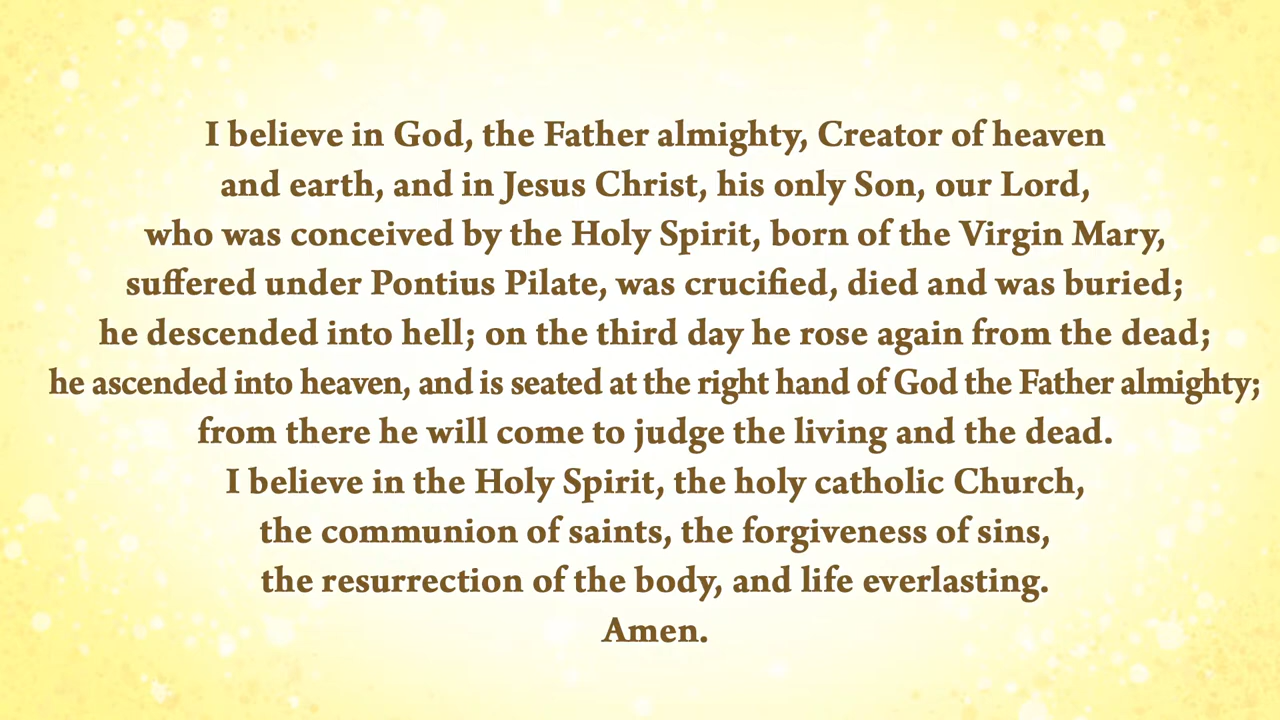 I believe in God, the Father almighty, Creator of heaven
and earth, and in Jesus Christ, his only Son, our Lord,
who was conceived by the Holy Spirit, born of the Virgin Mary,
suffered under Pontius Pilate, was crucified, died and was buried;
he descended into hell; on the third day he rose again from the dead;
he ascended into heaven, and is seated at the right hand of God the Father almighty;
from there he will come to judge the living and the dead.
I believe in the Holy Spirit, the holy catholic Church,
the communion of saints, the forgiveness of sins,
the resurrection of the body, and life everlasting.
Amen.